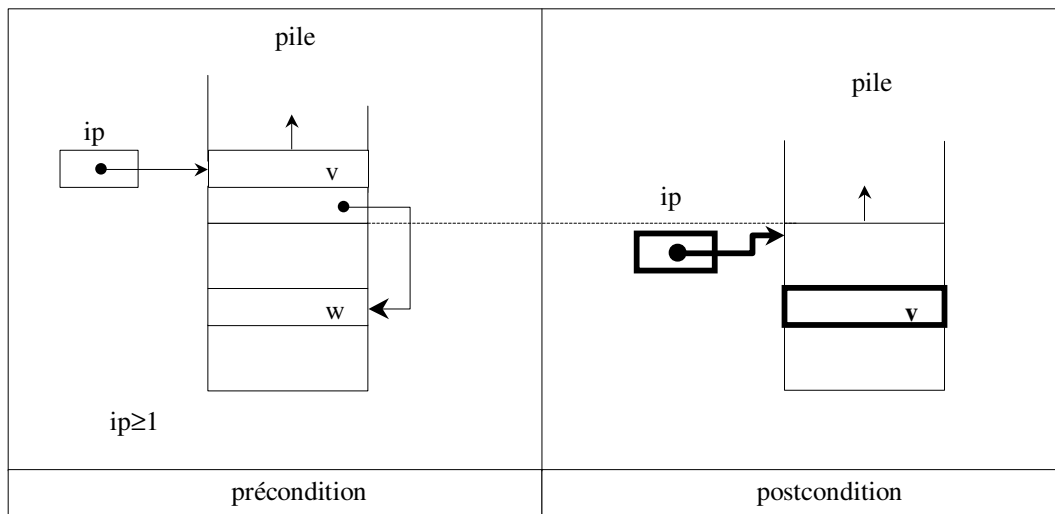 pile
ip
v
w
ip≥1
précondition
pile
ip
v
postcondition